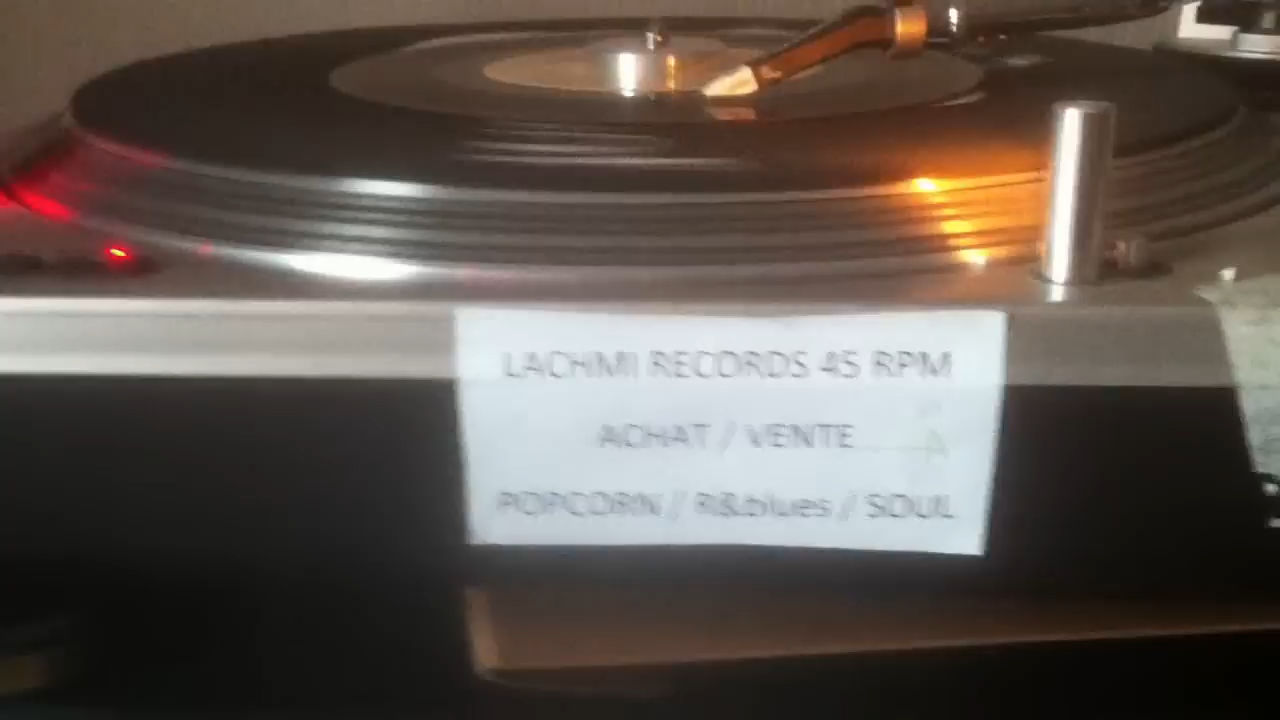 LACHMI RECORDS 45 RPM
ACHAT / VENTE
POPCORN / R&blues / SOUL